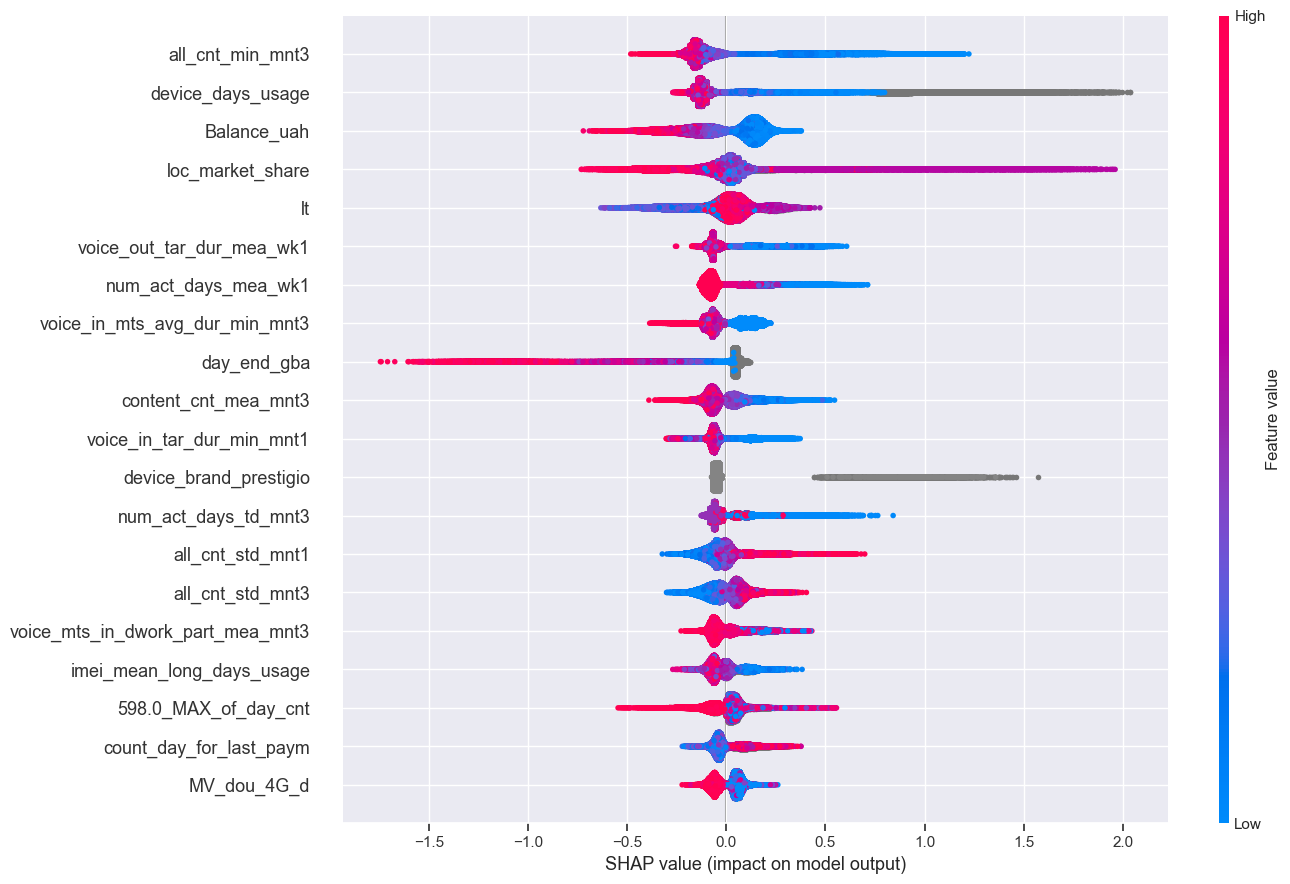 High
all_cnt_min_mnt3
device_days_usage
Balance_uah
loc_market_share
lt
voice_out_tar_dur_mea_wk1
num_act_days_mea_wk1
voice_in_mts_avg_dur_min_mnt3
day_end_gba
content_cnt_mea_mnt3
voice_in_tar_dur_min_mnt1
device_brand_prestigio
num_act_days_td_mnt3
all_cnt_std_mnt1
all_cnt_std_mnt3
voice_mts_in_dwork_part_mea_mnt3
imei_mean_long_days_usage
598.0_MAX_of_day_cnt
count_day_for_last_paym
MV_dou_4G_d
Feature value
Low
−1.5 −1.0 −0.5 0.0 0.5 1.0 1.5 2.0
SHAP value (impact on model output)